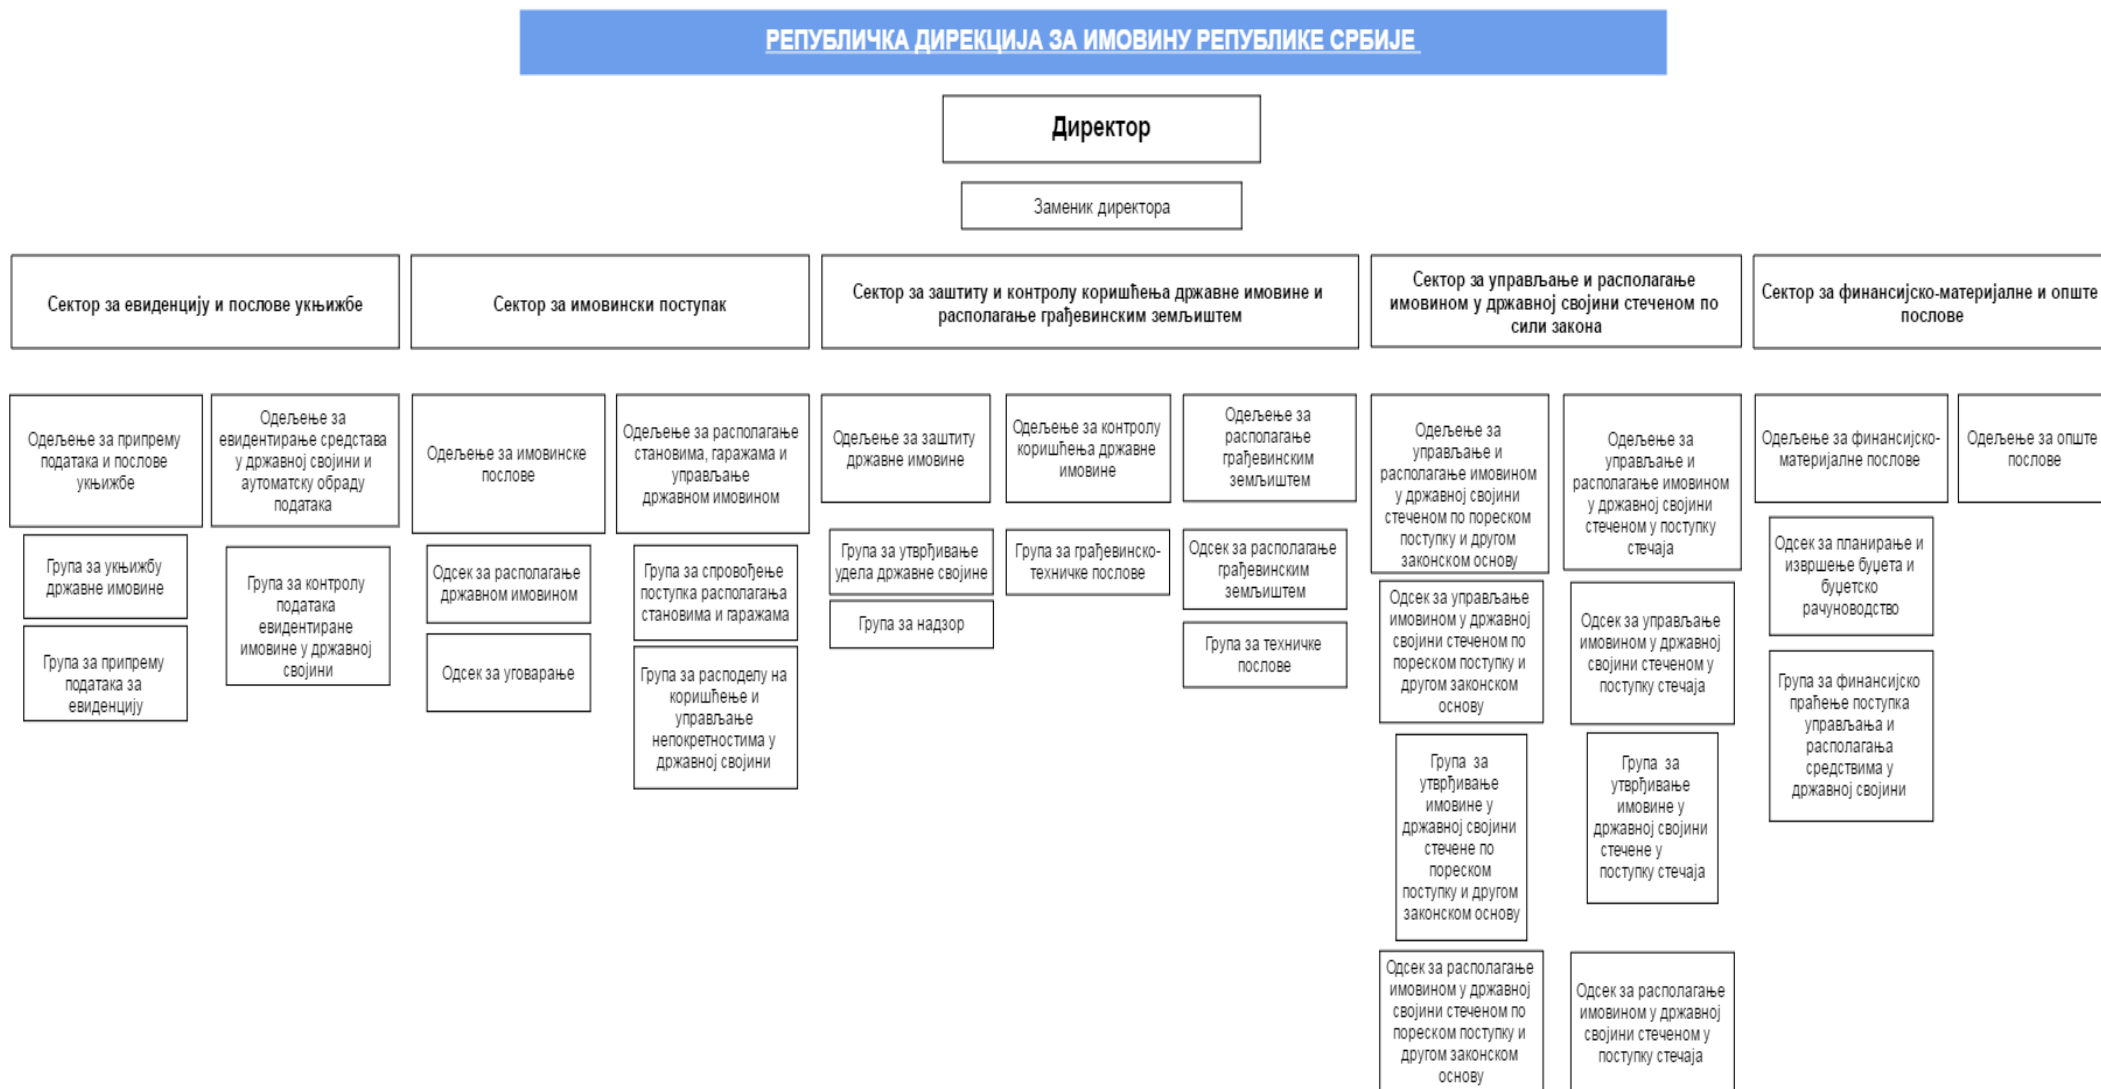 РЕПУБЛИЧКА ДИРЕКЦИЈА ЗА ИМОВИНУ РЕПУБЛИКЕ СРБИЈЕ
Директор
Заменик директора
Сектор за евиденцију и послове укњижбе
Сектор за имовински поступак
Сектор за заштиту и контролу коришћења државне имовине и
располагање грађевинским земљиштем
Сектор за управљање и располагање
имовином у државној својини стеченом по
сили закона
Сектор за финансијско-материјалне и опште
послове
Одељење за припрему
података и послове
укњижбе
Одељење за
евидентирање средстава
у државној својини и
аутоматску обраду
података
Одељење за имовинске
послове
Одељење за располагање
становима, гаражама и
управљање
државном имовином
Одељење за заштиту
државне имовине
Одељење за контролу
коришћења државне
имовине
Одељење за
располагање
грађевинским
земљиштем
Одељење за
управљање и
располагање имовином
у државној својини
стеченом по пореском
поступку и другом
законском основу
Одељење за
управљање и
располагање имовином
у државној својини
стеченом у поступку
стечаја
Одељење за финансијско-
материјалне послове
Одељење за опште
послове
Група за укњижбу
државне имовине
Група за припрему
података за
евиденцију
Група за контролу
података
евидентиране
имовине у државној
својини
Одсек за располагање
државном имовином
Одсек за уговарање
Група за спровођење
поступка располагања
становима и гаражама
Група за расподелу на
коришћење и
управљање
непокретностима у
државној својини
Група за утврђивање
удела државне својине
Група за надзор
Група за грађевинско-
техничке послове
Одсек за располагање
грађевинским
земљиштем
Група за техничке
послове
Одсек за управљање
имовином у државној
својини стеченом по
пореском поступку и
другом законском
основу
Група за
утврђивање
имовине у
државној својини
стечене по
пореском
поступку и другом
законском основу
Одсек за располагање
имовином у државној
својини стеченом по
пореском поступку и
другом законском
основу
Одсек за управљање
имовином у државној
својини стеченом у
поступку стечаја
Група за
утврђивање
имовине у
државној својини
стечене у
поступку стечаја
Одсек за располагање
имовином у државној
својини стеченом у
поступку стечаја
Одсек за планирање и
извршење буџета и
буџетско
рачуноводство
Група за финансијско
праћење поступка
управљања и
располагања
средствима у
државној својини